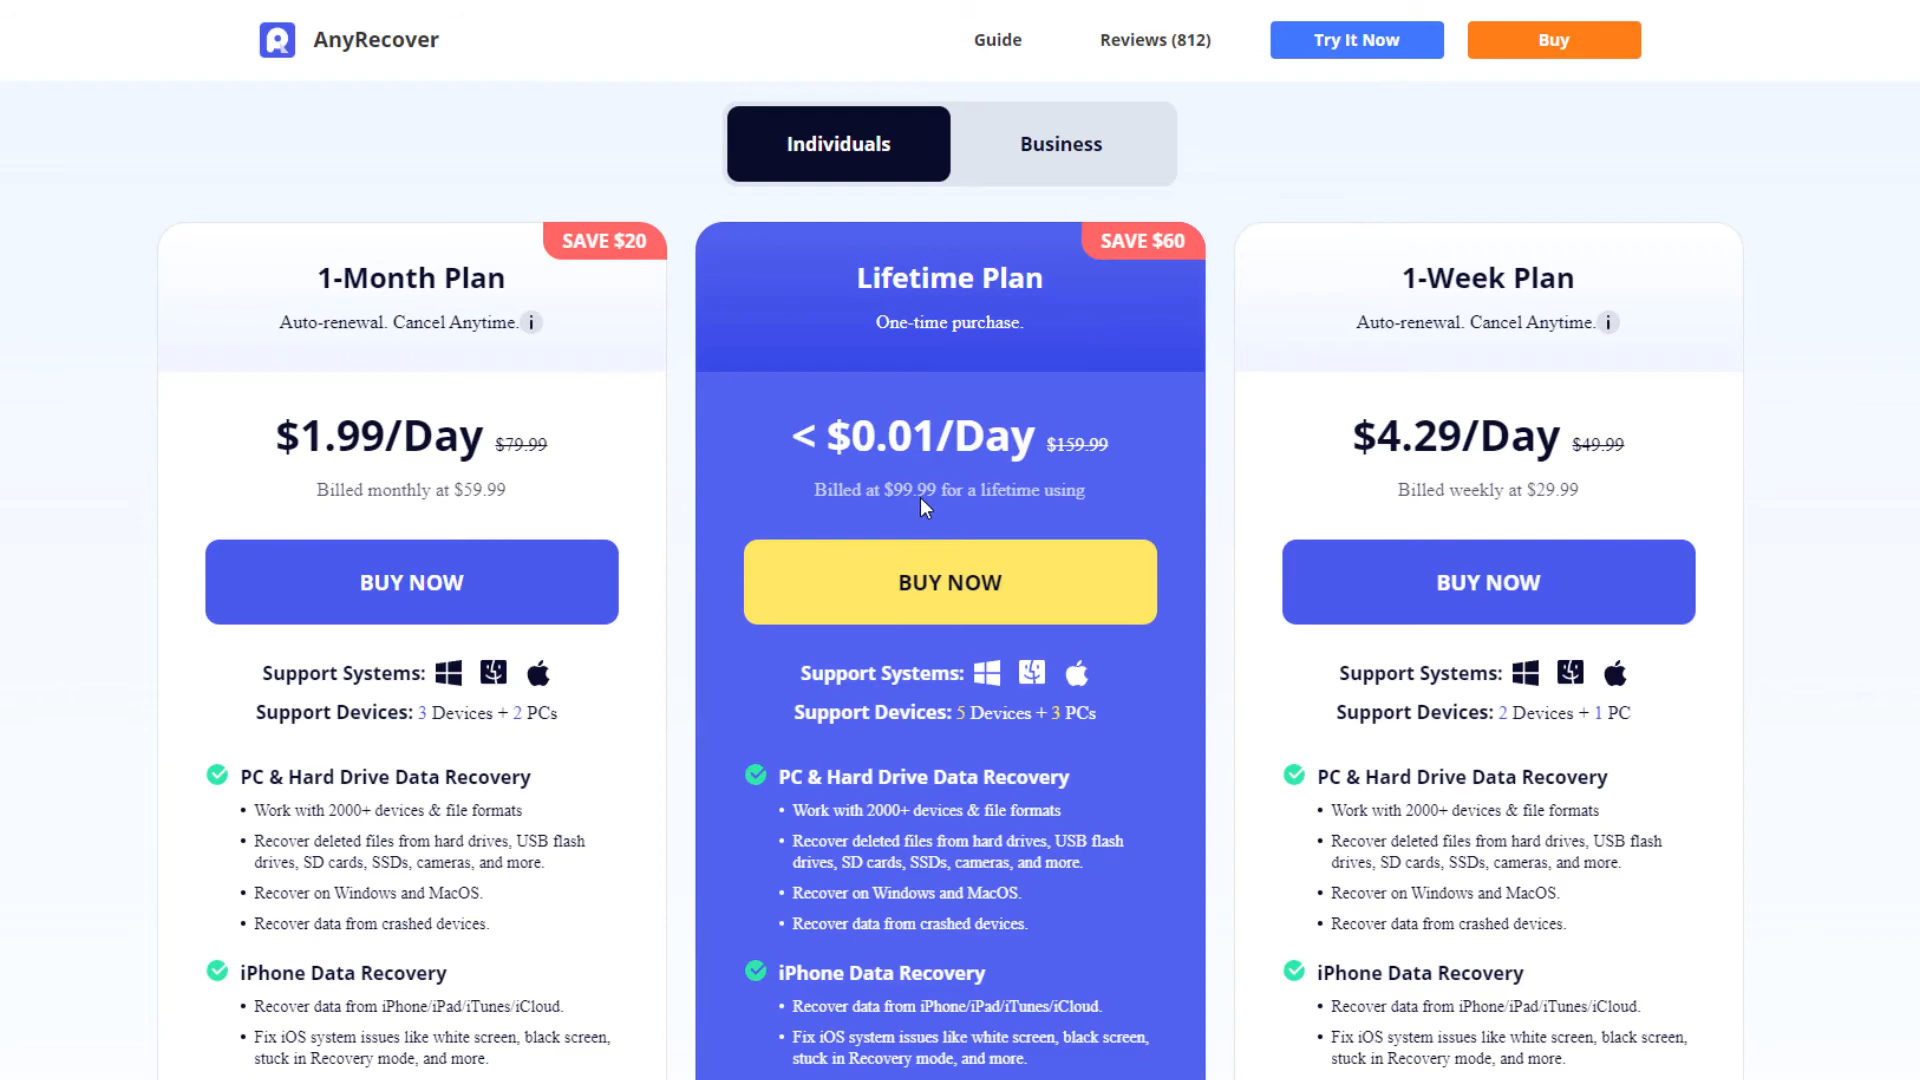 AnyRecover
Guide
Reviews (812)
Try It Now
Buy
Individuals
Business
SAVE $20
1-Month Plan
Auto-renewal. Cancel Anytime. i
$1.99/Day $79.99
Billed monthly at $59.99
BUY NOW
Support Systems:
Support Devices: 3 Devices + 2 PCs
PC & Hard Drive Data Recovery
• Work with 2000+ devices & file formats
• Recover deleted files from hard drives, USB flash
drives, SD cards, SSDs, cameras, and more.
• Recover on Windows and MacOS.
• Recover data from crashed devices.
iPhone Data Recovery
• Recover data from iPhone/iPad/iTunes/iCloud.
• Fix iOS system issues like white screen, black screen,
stuck in Recovery mode, and more.
SAVE $60
Lifetime Plan
One-time purchase.
< $0.01/Day $159.99
Billed at $99.99 for a lifetime using
BUY NOW
Support Systems:
Support Devices: 5 Devices + 3 PCs
PC & Hard Drive Data Recovery
• Work with 2000+ devices & file formats
• Recover deleted files from hard drives, USB flash
drives, SD cards, SSDs, cameras, and more.
• Recover on Windows and MacOS.
• Recover data from crashed devices.
iPhone Data Recovery
• Recover data from iPhone/iPad/iTunes/iCloud.
• Fix iOS system issues like white screen, black screen,
stuck in Recovery mode, and more.
1-Week Plan
Auto-renewal. Cancel Anytime. i
$4.29/Day $49.99
Billed weekly at $29.99
BUY NOW
Support Systems:
Support Devices: 2 Devices + 1 PC
PC & Hard Drive Data Recovery
• Work with 2000+ devices & file formats
• Recover deleted files from hard drives, USB flash
drives, SD cards, SSDs, cameras, and more.
• Recover on Windows and MacOS.
• Recover data from crashed devices.
iPhone Data Recovery
• Recover data from iPhone/iPad/iTunes/iCloud.
• Fix iOS system issues like white screen, black screen,
stuck in Recovery mode, and more.